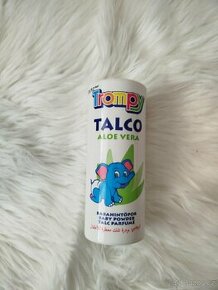 Trompy
TALCO
ALOE VERA
BABAHINTŐPOR
BABY POWDER
TALC PARFUMÉ